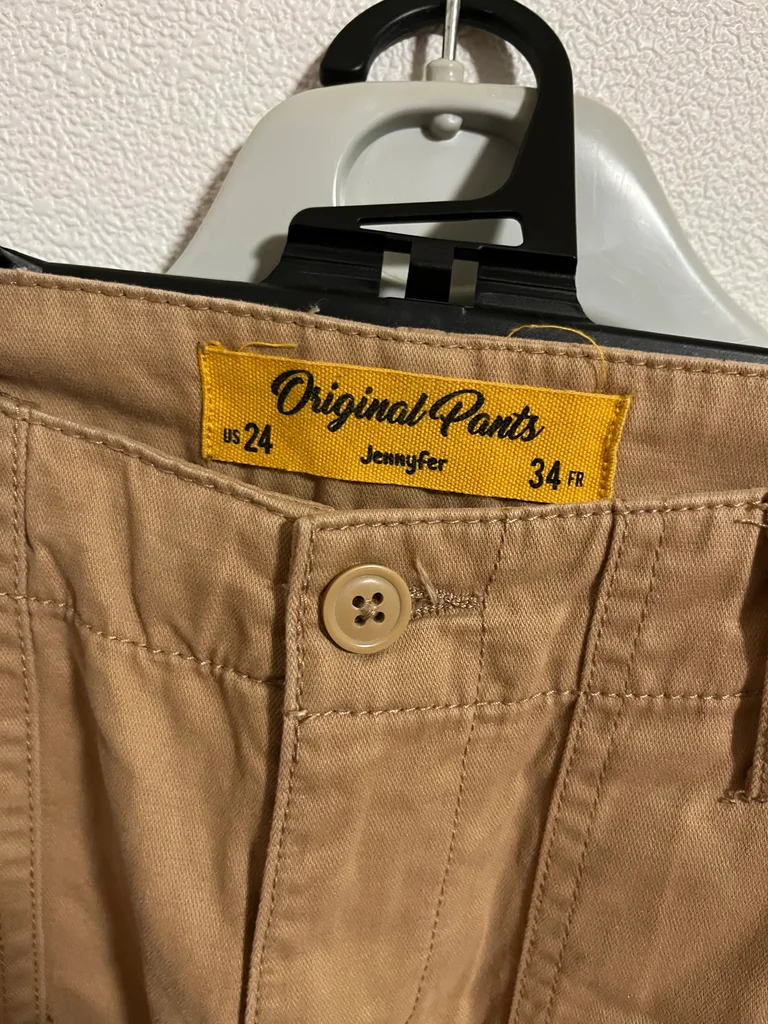 Original Pants
US 24
Jennyfer
34 FR